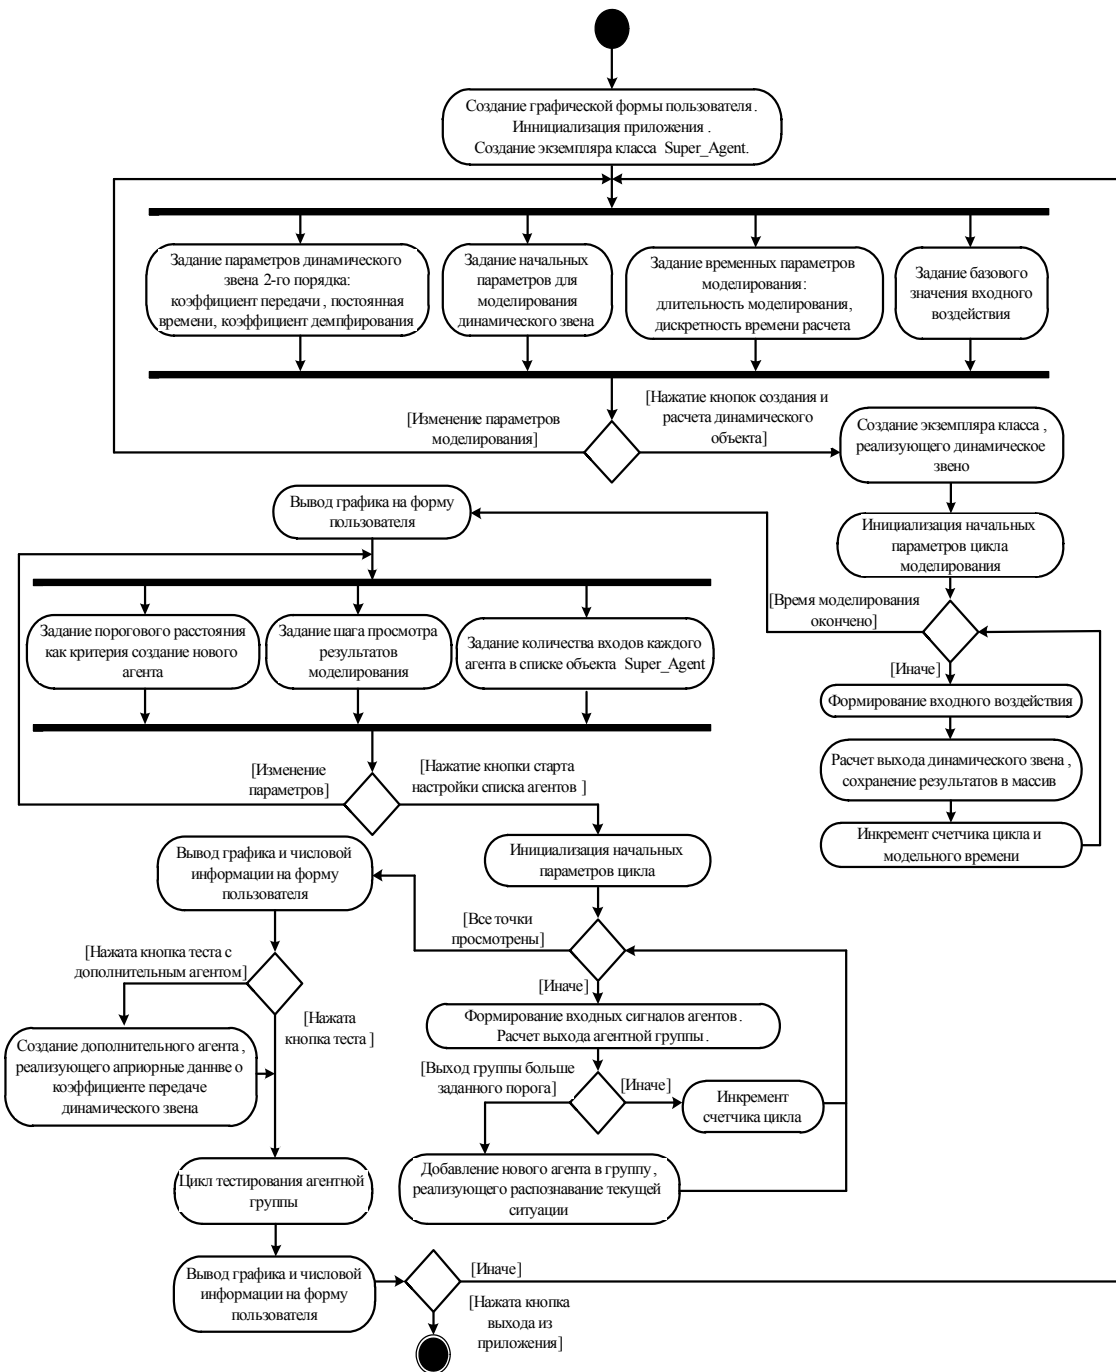 Создание графической формы пользователя .
Иннициализация приложения .
Создание экземпляра класса Super_Agent.
Задание параметров динамического
звена 2-го порядка:
коэффициент передачи , постоянная
времени, коэффициент демпфирования
Задание начальных
параметров для
моделирования
динамического звена
Задание временных параметров
моделирования:
длительность моделирования,
дискретность времени расчета
Задание базового
значения входного
воздействия
[Изменение параметров
моделирования]
[Нажатие кнопок создания и
расчета динамического
объекта]
Создание экземпляра класса ,
реализующего динамическое
звено
Вывод графика на форму
пользователя
Инициализация начальных
параметров цикла
моделирования
[Время моделирования
окончено]
[Иначе]
Задание порогового расстояния
как критерия создание нового
агента
Задание шага просмотра
результатов
моделирования
Задание количества входов каждого
агента в списке объекта Super_Agent
Формирование входного воздействия
Расчет выхода динамического звена ,
сохранение результатов в массив
Инкремент счетчика цикла и
модельного времени
[Изменение
параметров]
[Нажатие кнопки старта
настройки списка агентов ]
Вывод графика и числовой
информации на форму
пользователя
Инициализация начальных
параметров цикла
[Все точки
просмотрены]
[Иначе]
[Нажата кнопка теста с
дополнительным агентом]
[Нажата
кнопка теста ]
Формирование входных сигналов агентов .
Расчет выхода агентной группы .
Создание дополнительного агента ,
реализующего априорные даннве о
коэффициенте передаче
динамического звена
[Выход группы больше
заданного порога]
[Иначе]
Инкремент
счетчика цикла
Добавление нового агента в группу ,
реализующего распознавание текущей
ситуации
Цикл тестирования агентной
группы
Вывод графика и числовой
информации на форму
пользователя
[Иначе]
[Нажата кнопка
выхода из
приложения]